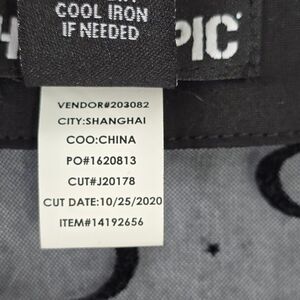 COOL IRON
IF NEEDED
PIC
VENDOR#203082
CITY:SHANGHAI
COO:CHINA
PO#1620813
CUT#J20178
CUT DATE:10/25/2020
ITEM#14192656